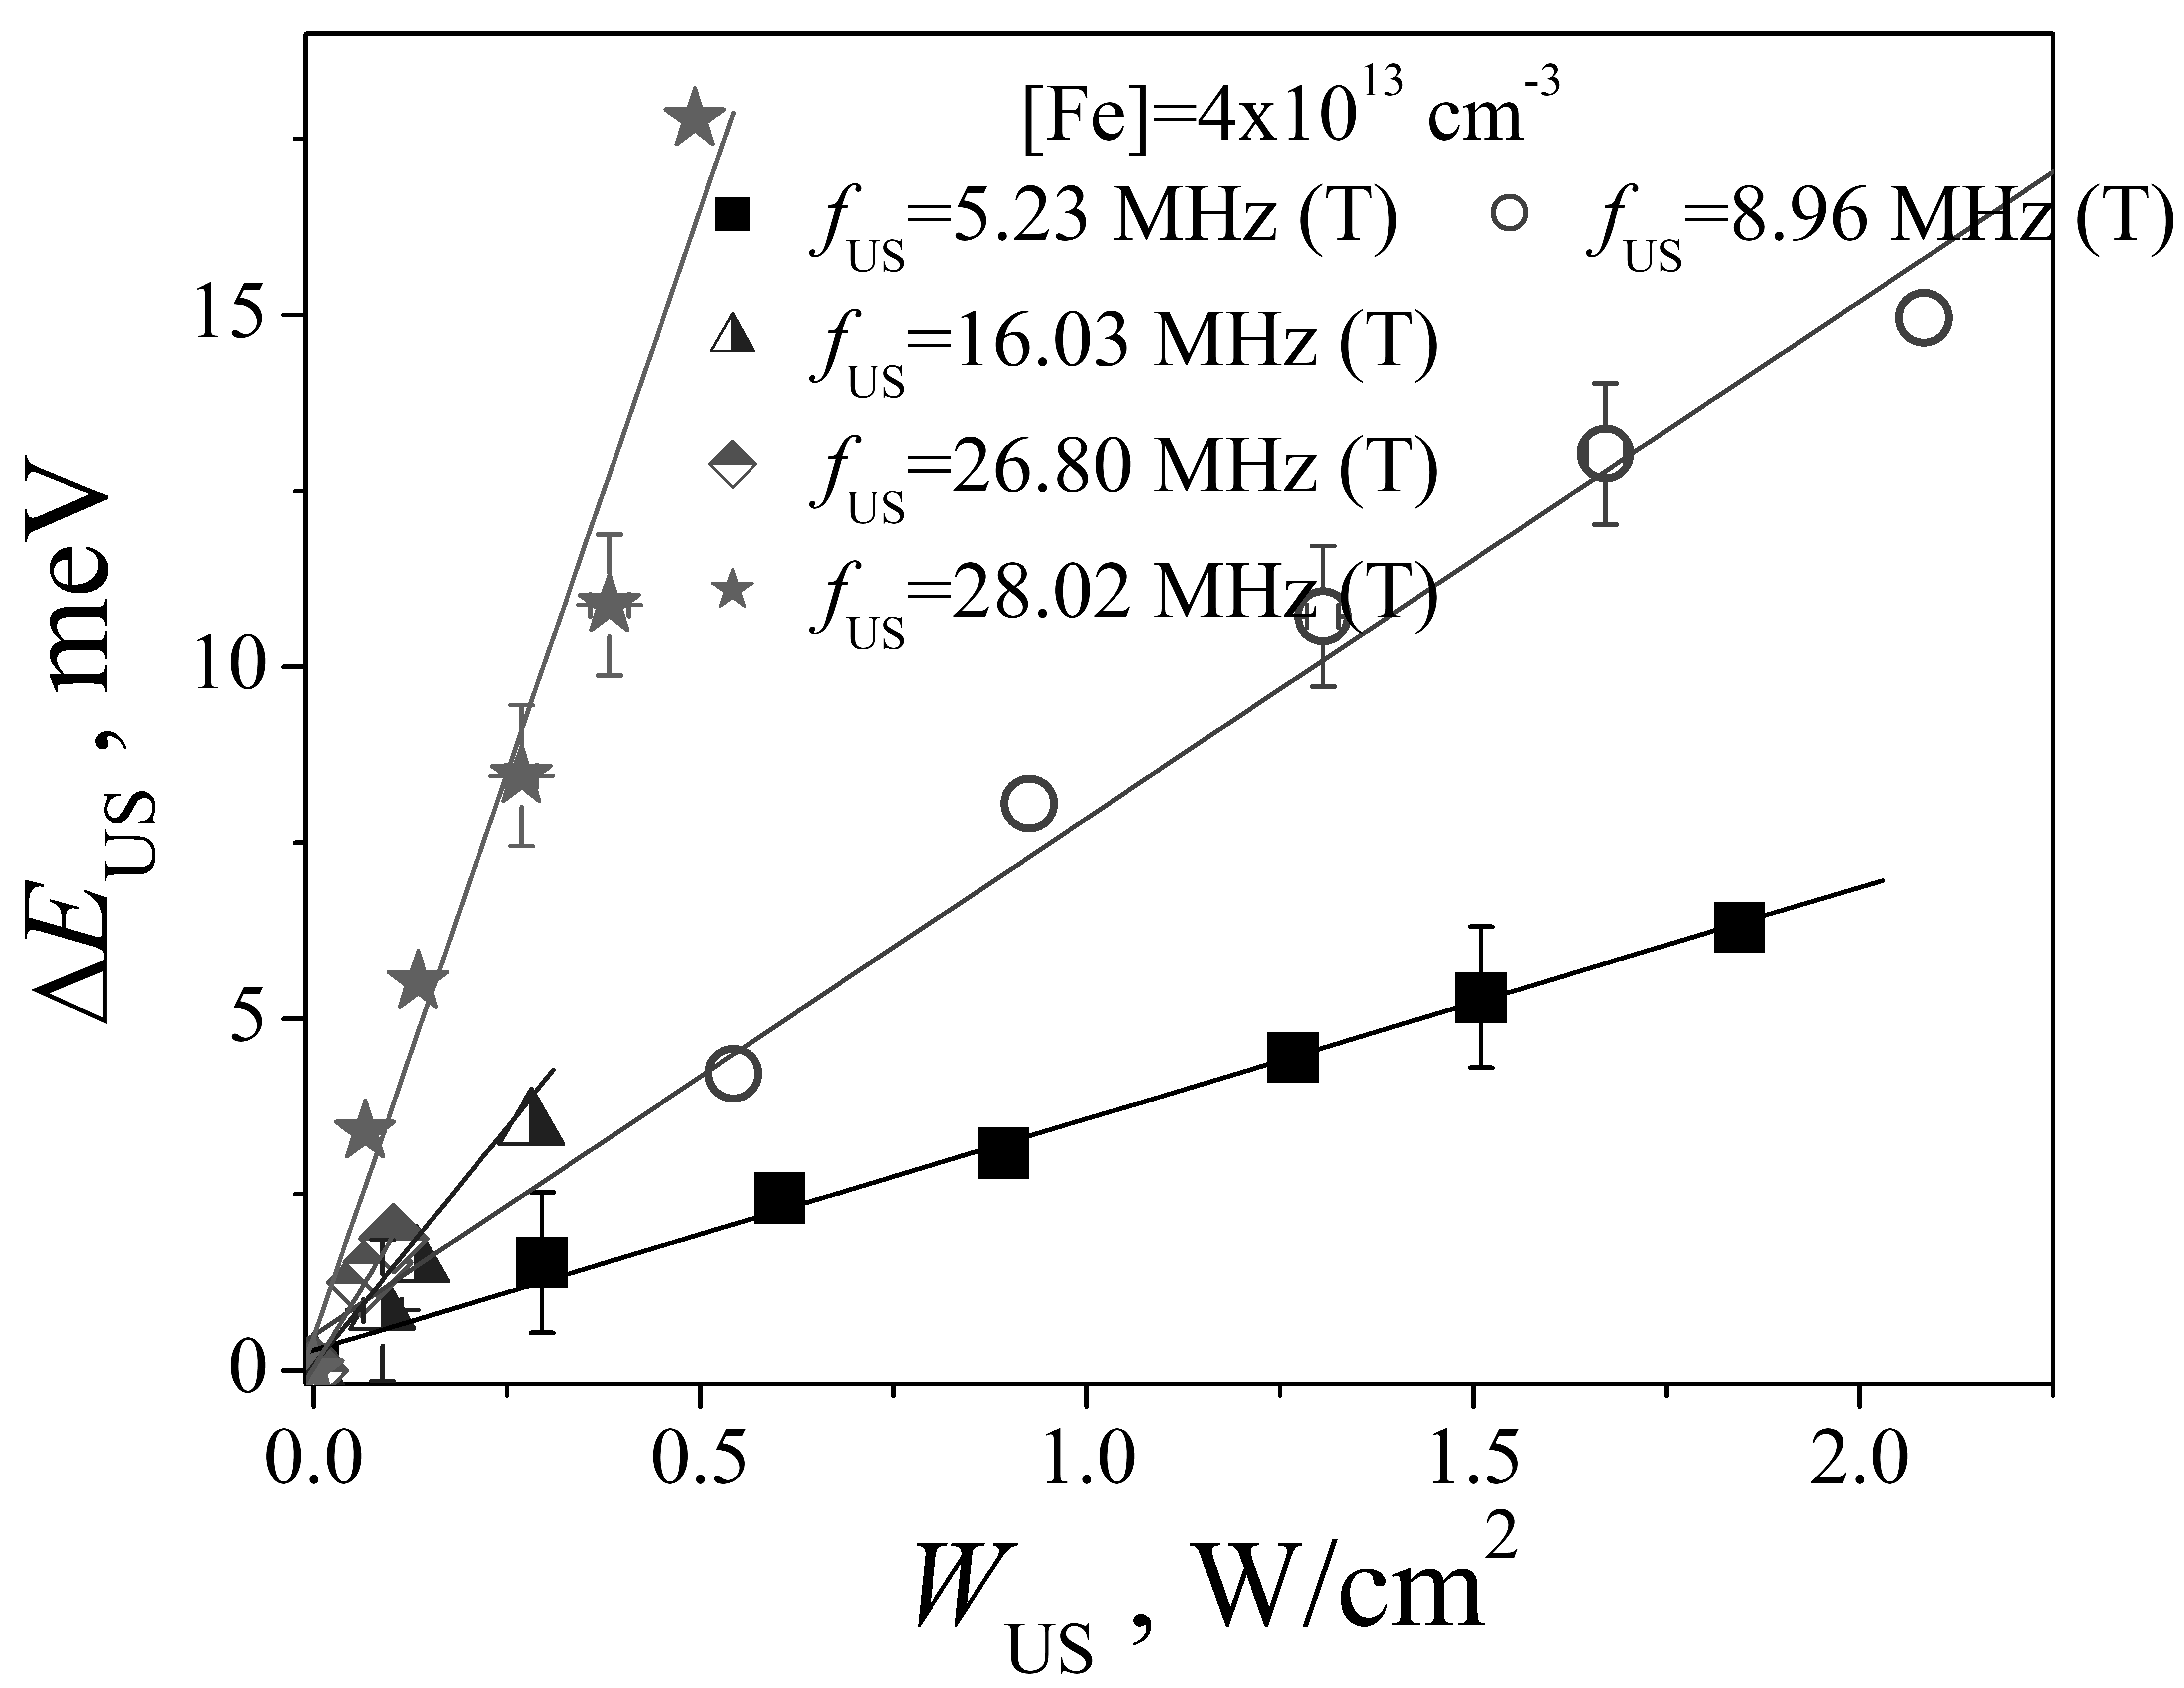 [Fe]=4x10^13 cm^-3
f_US=5.23 MHz (T)
f_US=8.96 MHz (T)
f_US=16.03 MHz (T)
f_US=26.80 MHz (T)
f_US=28.02 MHz (T)
ΔE_US, meV
15
10
5
0
0.0 0.5 1.0 1.5 2.0
W_US, W/cm^2